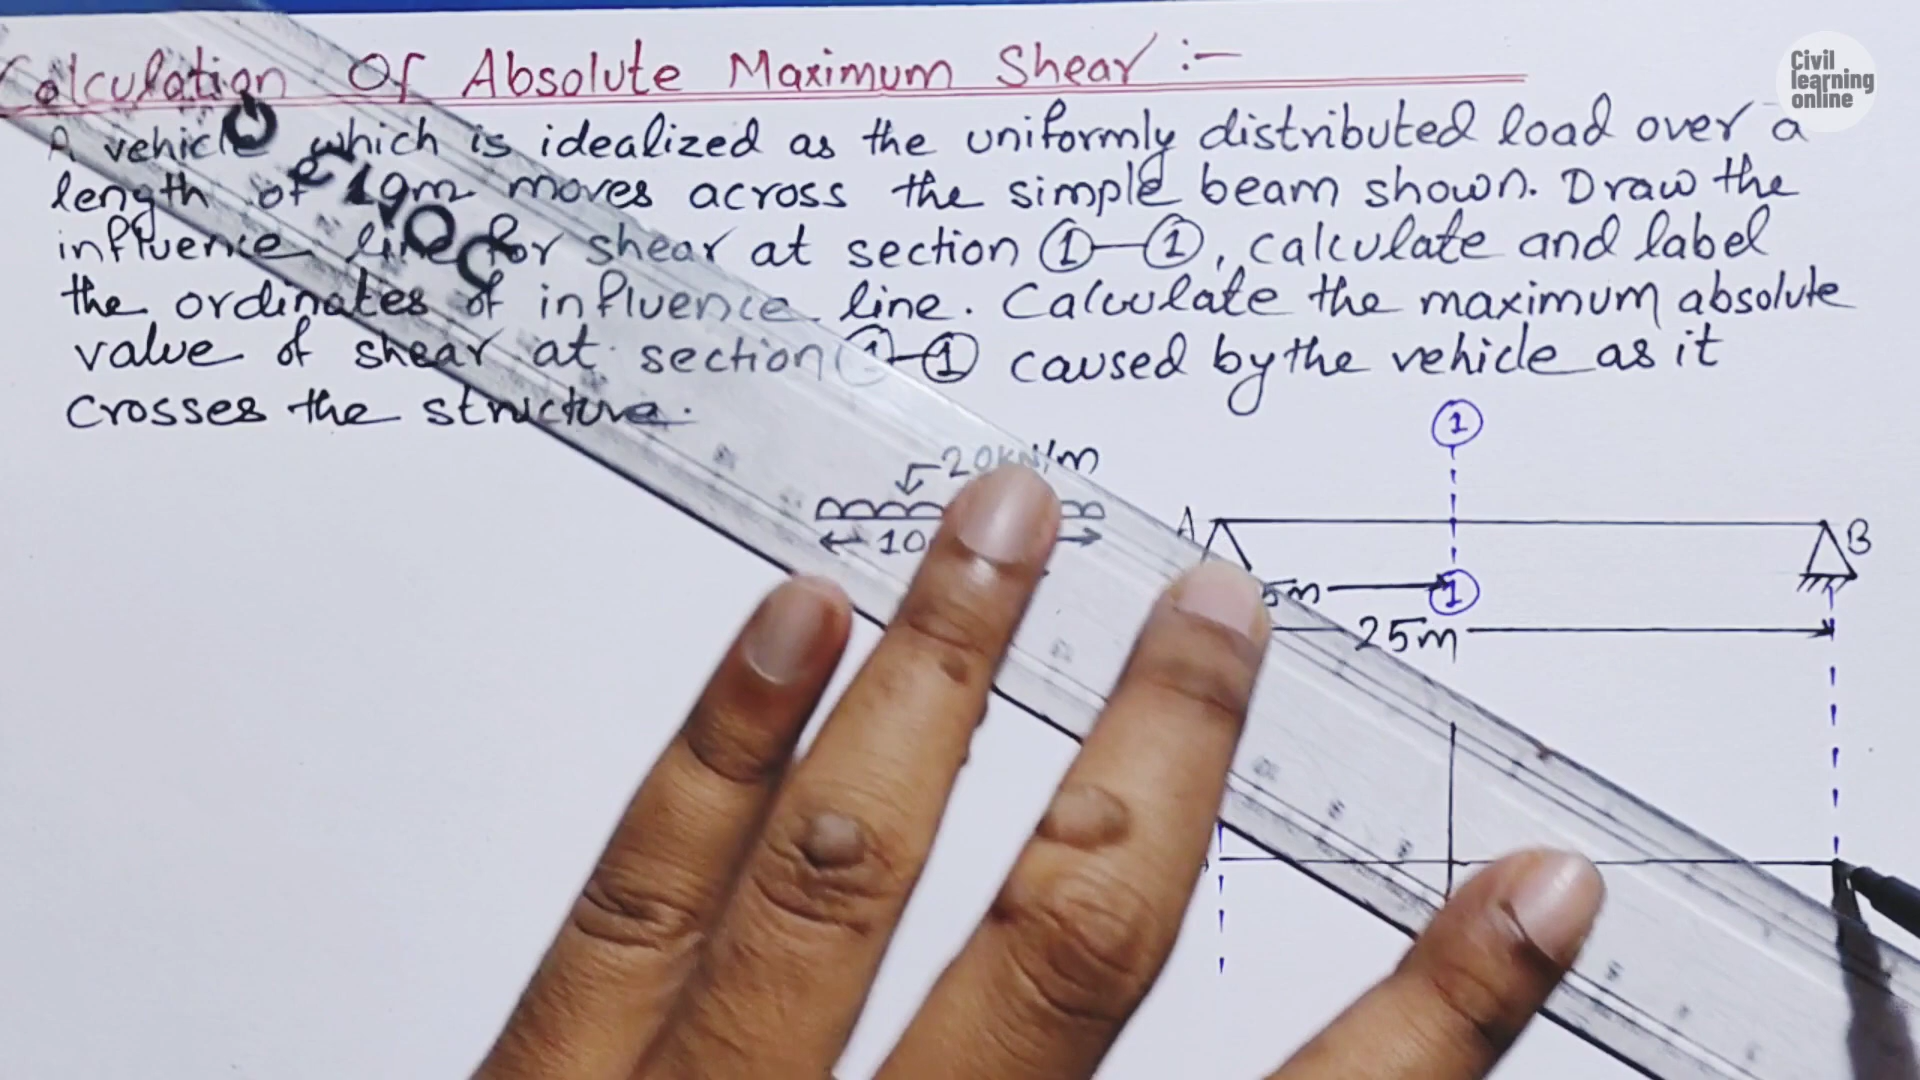 Calculation Of Absolute Maximum Shear :-
Civil
learning
online
A vehicle which is idealized as the uniformly distributed load over a
length of 10m moves across the simple beam shown. Draw the
influence line for shear at section 1-1, calculate and label
the ordinates of influence line. Calculate the maximum absolute
value of shear at section 1-1 caused by the vehicle as it
crosses the structure.
1
20kN/m
A
B
10
5m
1
25m